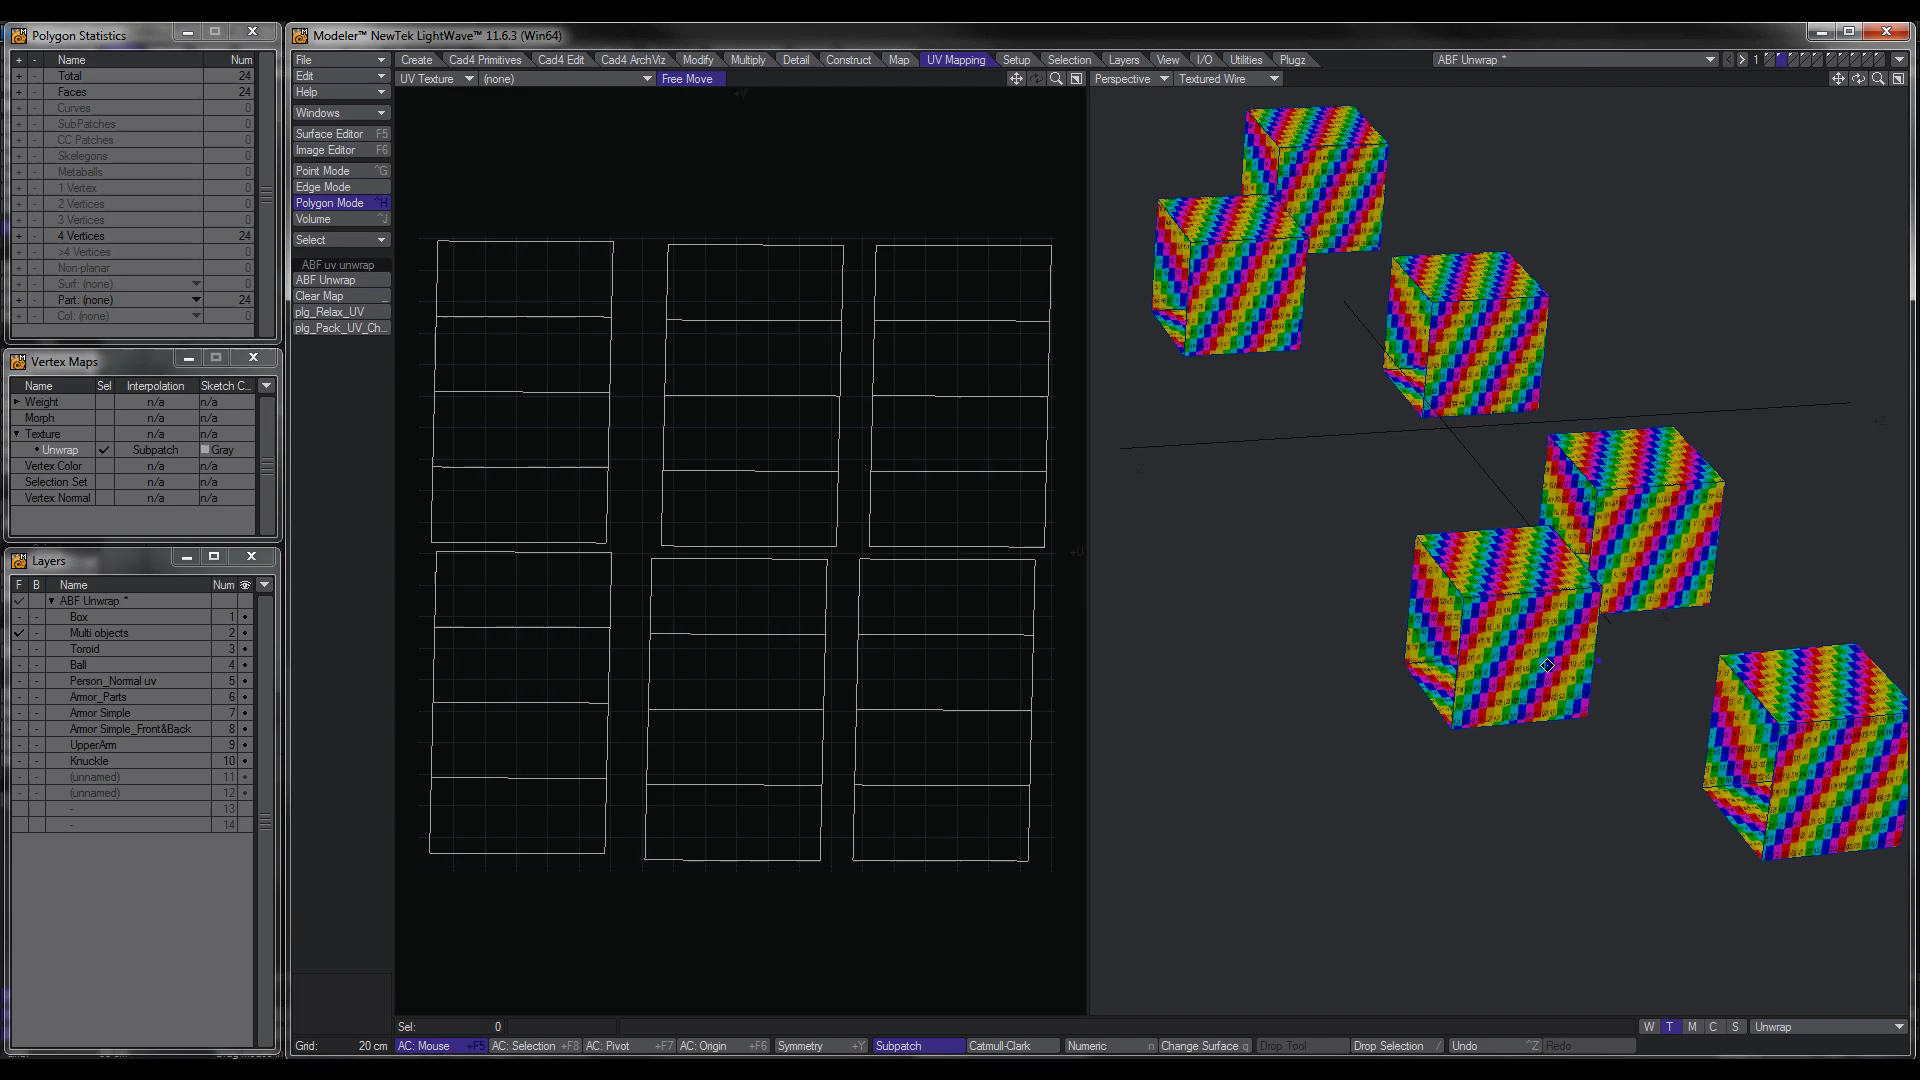 Polygon Statistics
+ - Name Num
+ - Total 24
+ - Faces 24
+ - Curves 0
+ - SubPatches 0
+ - CC Patches 0
+ - Skelegons 0
+ - Metaballs 0
+ - 1 Vertex 0
+ - 2 Vertices 0
+ - 3 Vertices 0
+ - 4 Vertices 24
+ - >4 Vertices 0
+ - Non-planar 0
+ - Surf: (none) 0
+ - Part: (none) 24
+ - Col: (none) 0
Vertex Maps
Name Sel Interpolation Sketch C...
Weight n/a n/a
Morph n/a n/a
Texture n/a n/a
Unwrap Subpatch Gray
Vertex Color n/a n/a
Selection Set n/a n/a
Vertex Normal n/a n/a
Layers
F B Name Num
ABF Unwrap *
Box 1
Multi objects 2
Toroid 3
Ball 4
Person_Normal uv 5
Armor_Parts 6
Armor Simple 7
Armor Simple_Front&Back 8
UpperArm 9
Knuckle 10
(unnamed) 11
(unnamed) 12
- 13
- 14
Modeler™ NewTek LightWave™ 11.6.3 (Win64)
File
Edit
Help
Windows
Surface Editor F5
Image Editor F6
Point Mode ^G
Edge Mode
Polygon Mode ^H
Volume ^J
Select
ABF uv unwrap
ABF Unwrap
Clear Map _
plg_Relax_UV
plg_Pack_UV_Ch...
Create Cad4 Primitives Cad4 Edit Cad4 ArchViz Modify Multiply Detail Construct Map UV Mapping Setup Selection Layers View I/O Utilities Plugz
ABF Unwrap * 1
UV Texture (none) Free Move
Perspective Textured Wire
+V
+U
+Z
-Z
Sel: 0
W T M C S Unwrap
Grid: 20 cm AC: Mouse +F5 AC: Selection +F8 AC: Pivot +F7 AC: Origin +F6 Symmetry +Y Subpatch Catmull-Clark Numeric n Change Surface q Drop Tool Drop Selection / Undo ^Z Redo